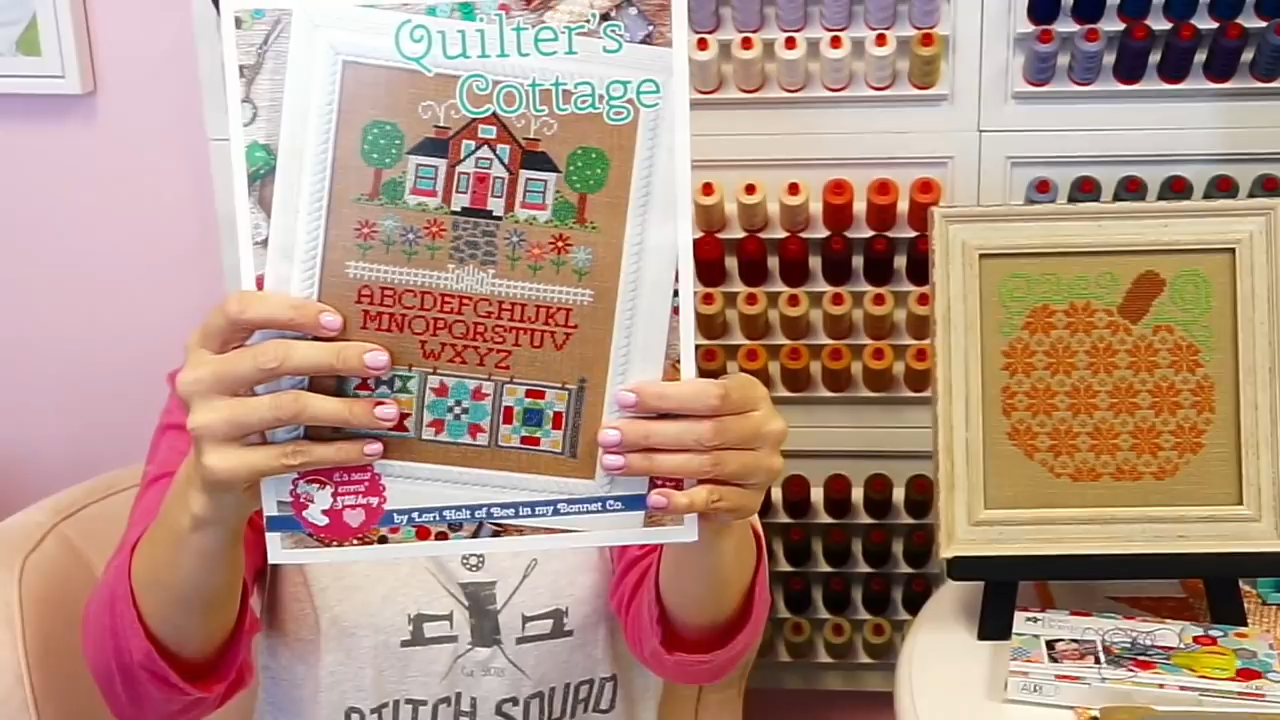 Quilter's
Cottage
ABCDEFGHIJKL
MNOPQRSTUV
WXYZ
it's sew
emma
Stitchery
by Lori Holt of Bee in my Bonnet Co.
STITCH SQUAD
AURI